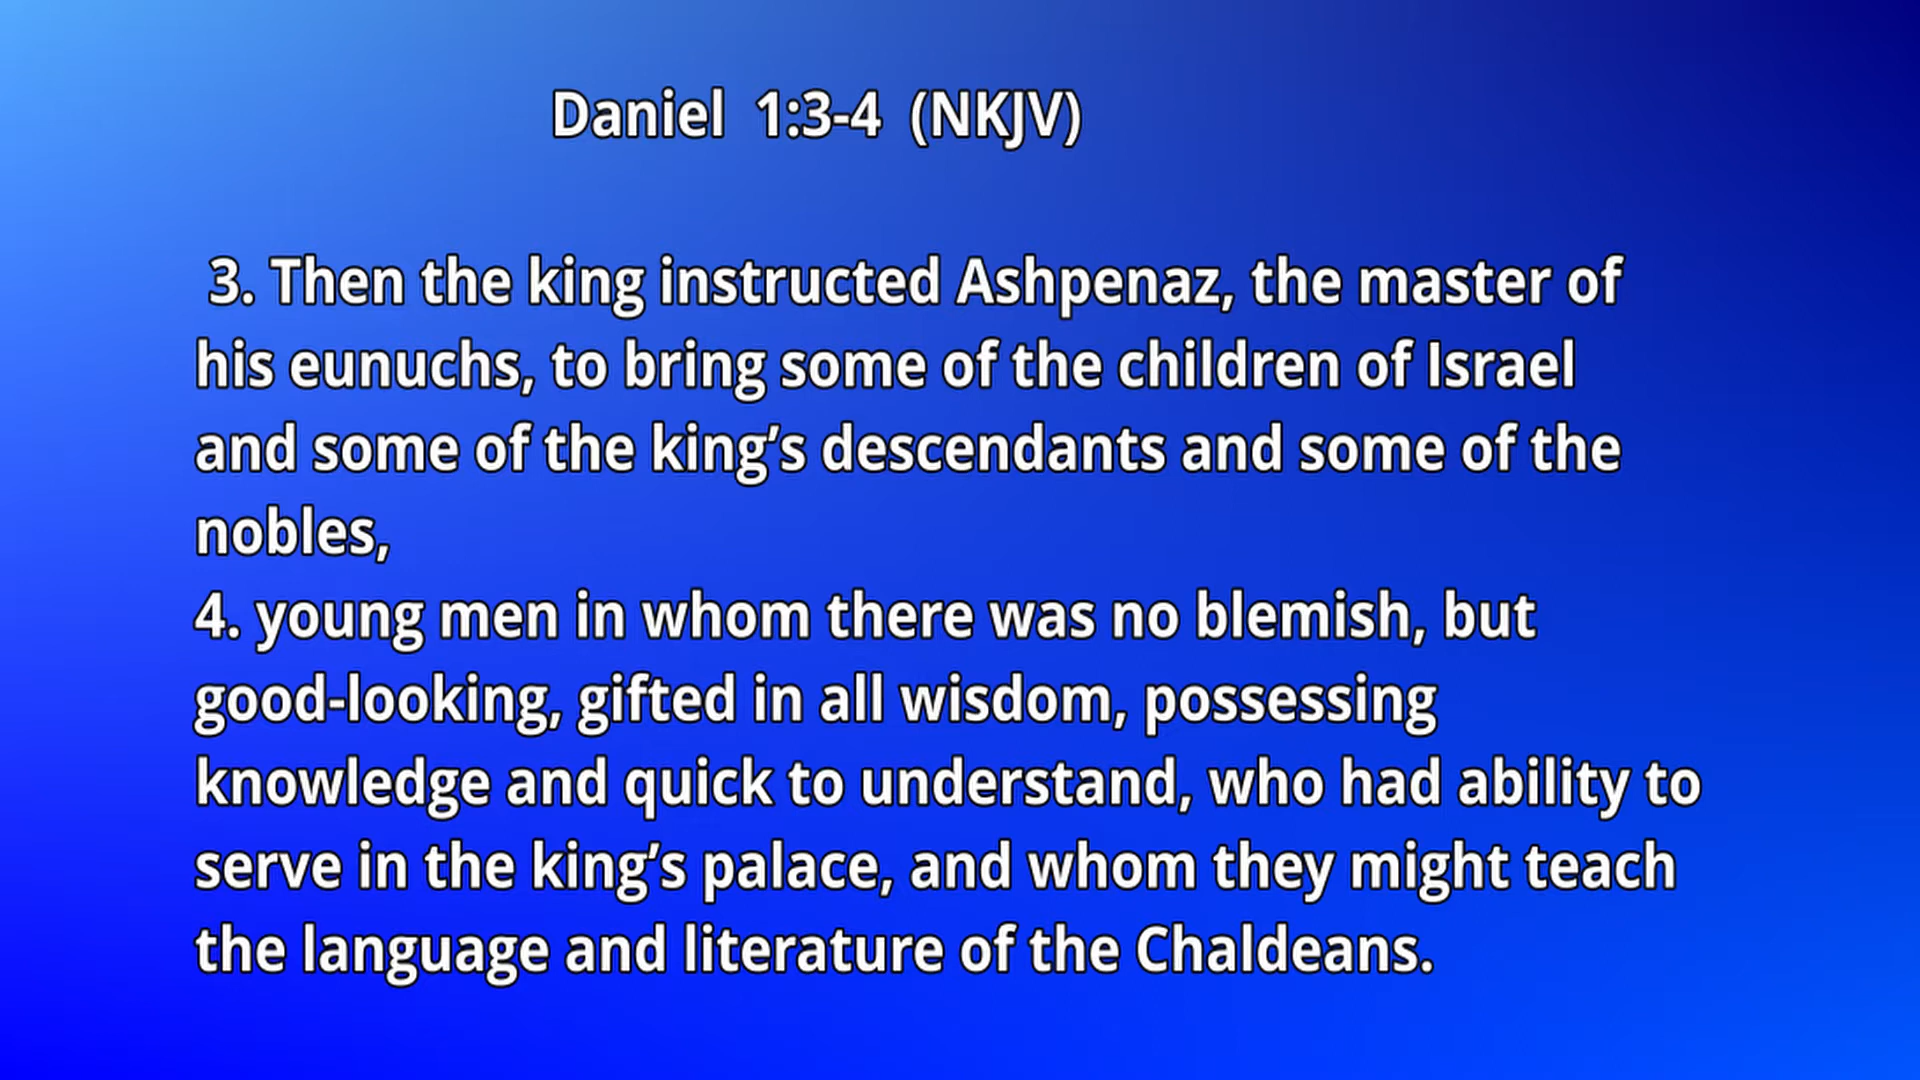 Daniel 1:3-4 (NKJV)
3. Then the king instructed Ashpenaz, the master of
his eunuchs, to bring some of the children of Israel
and some of the king’s descendants and some of the
nobles,
4. young men in whom there was no blemish, but
good-looking, gifted in all wisdom, possessing
knowledge and quick to understand, who had ability to
serve in the king’s palace, and whom they might teach
the language and literature of the Chaldeans.